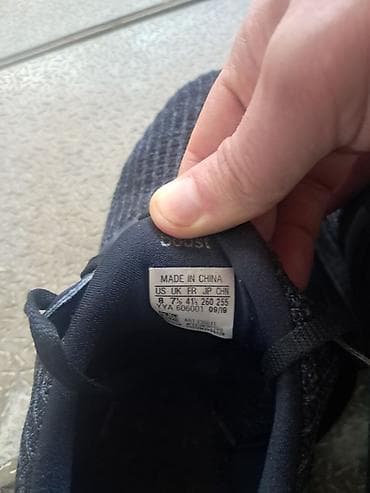 boost
MADE IN CHINA
US UK FR JP CHN
8 7½ 41⅓ 260 255
YYA 606001 09/19